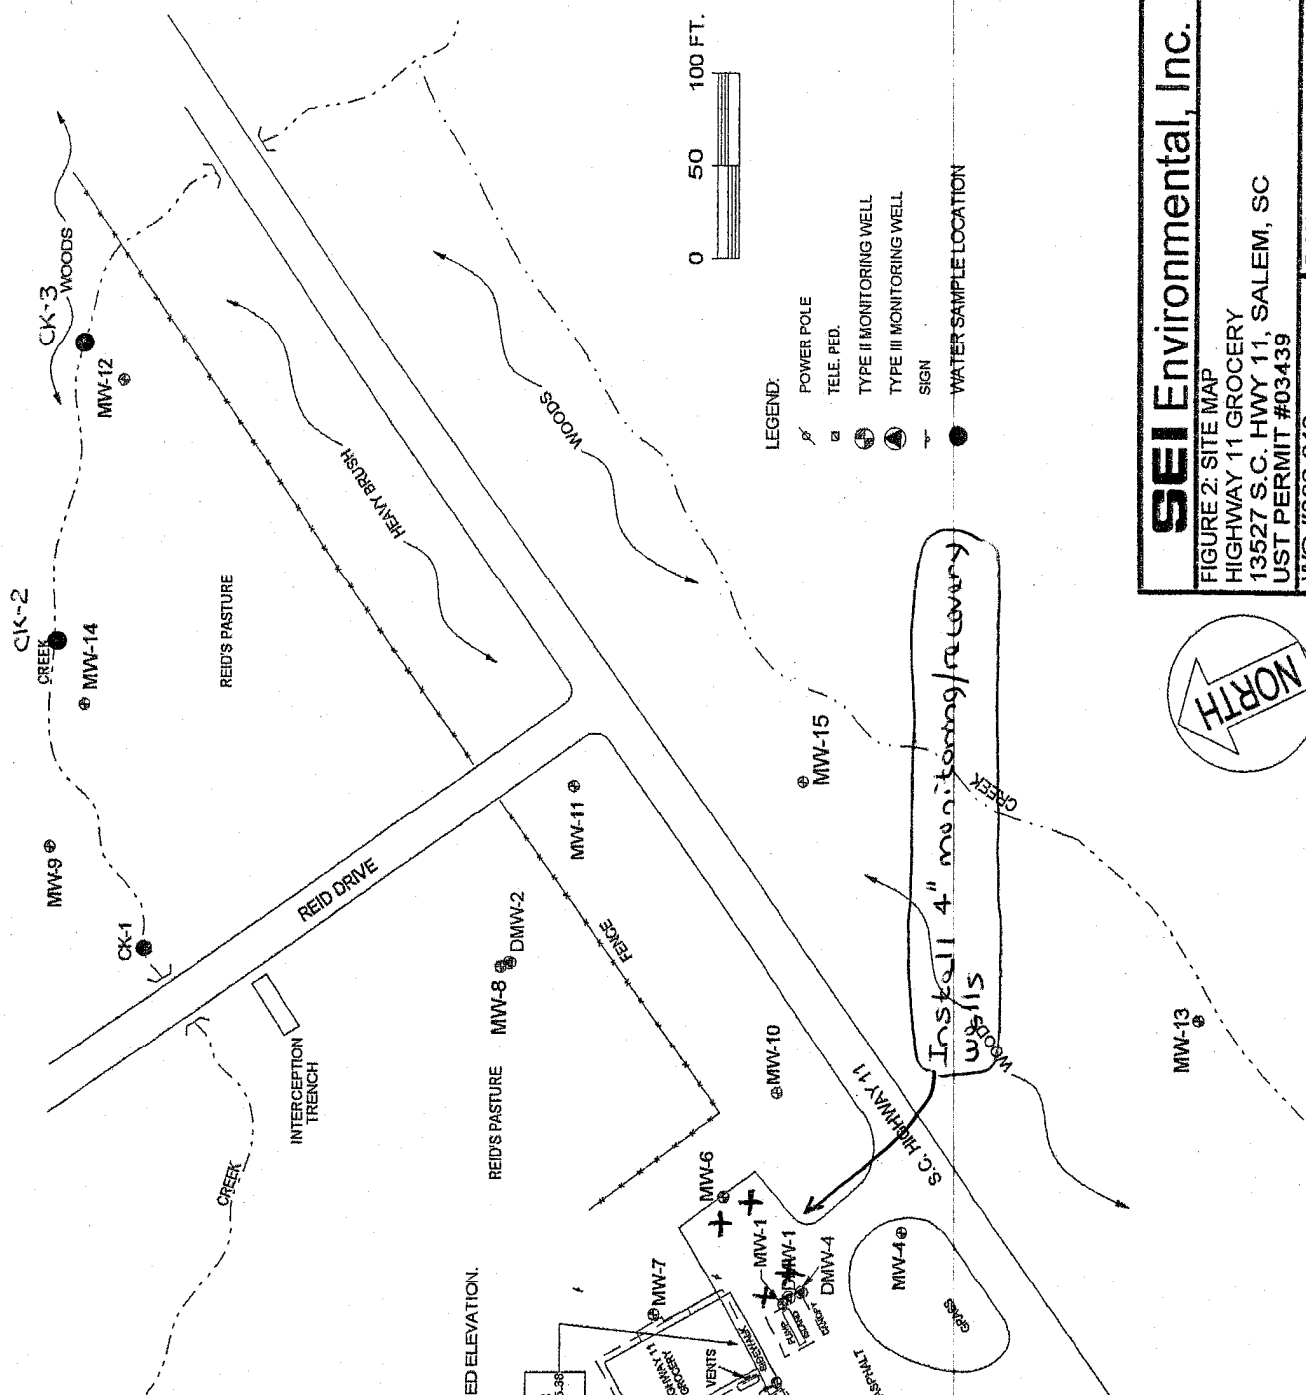 CK-3
WOODS
MW-12
CK-2
CREEK
MW-14
REID'S PASTURE
HEAVY BRUSH
WOODS
100 FT.
50
0
LEGEND:
POWER POLE
TELE. PED.
TYPE II MONITORING WELL
TYPE III MONITORING WELL
SIGN
WATER SAMPLE LOCATION
SEI Environmental, Inc.
FIGURE 2: SITE MAP
HIGHWAY 11 GROCERY
13527 S.C. HWY 11, SALEM, SC
UST PERMIT #03439
NORTH
MW-9
CK-1
REID DRIVE
MW-11
MW-15
CREEK
Install 4" monitoring/recovery
wells
WOODS
MW-13
INTERCEPTION
TRENCH
MW-8
DMW-2
FENCE
REID'S PASTURE
MW-10
S.C. HIGHWAY 11
CREEK
MW-6
MW-1
DMW-4
MW-4
GRASS
MW-7
ED ELEVATION.
GROCERY
VENTS
SIDEWALK
PUMP
ISLAND
CANOPY
ASPHALT